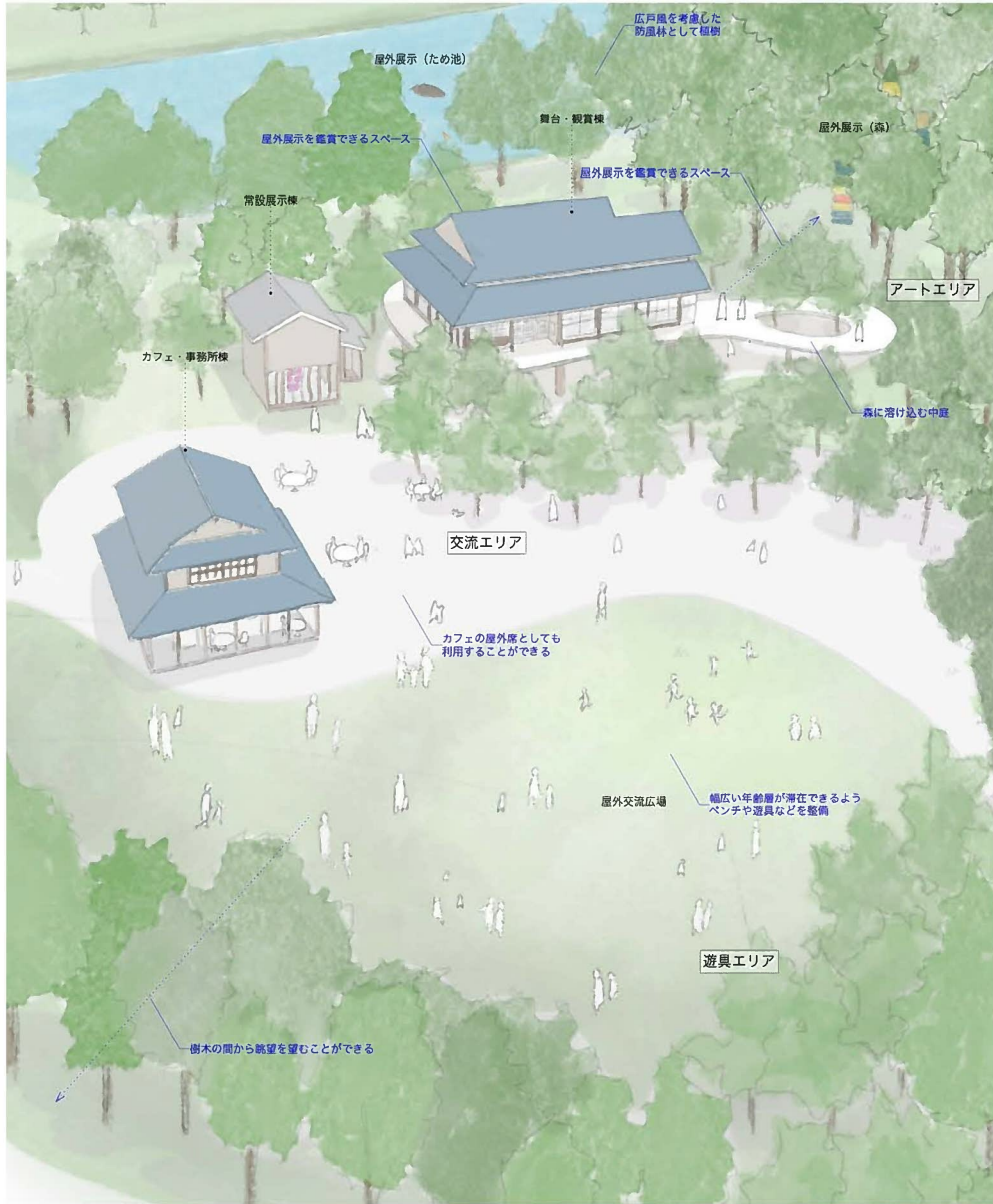 広戸風を考慮した
防風林として植樹
屋外展示（ため池）
舞台・観賞棟
屋外展示（森）
屋外展示を鑑賞できるスペース
屋外展示を鑑賞できるスペース
常設展示棟
アートエリア
カフェ・事務所棟
森に溶け込む中庭
交流エリア
カフェの屋外席としても
利用することができる
屋外交流広場
幅広い年齢層が滞在できるよう
ベンチや遊具などを整備
遊具エリア
樹木の間から眺望を望むことができる